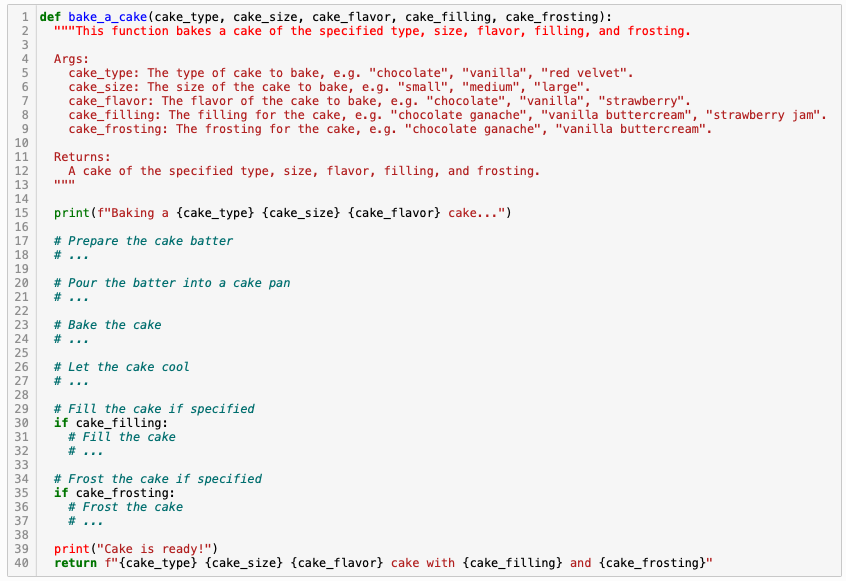 1 def bake_a_cake(cake_type, cake_size, cake_flavor, cake_filling, cake_frosting):
2   """This function bakes a cake of the specified type, size, flavor, filling, and frosting.
3
4   Args:
5     cake_type: The type of cake to bake, e.g. "chocolate", "vanilla", "red velvet".
6     cake_size: The size of the cake to bake, e.g. "small", "medium", "large".
7     cake_flavor: The flavor of the cake to bake, e.g. "chocolate", "vanilla", "strawberry".
8     cake_filling: The filling for the cake, e.g. "chocolate ganache", "vanilla buttercream", "strawberry jam".
9     cake_frosting: The frosting for the cake, e.g. "chocolate ganache", "vanilla buttercream".
10
11   Returns:
12     A cake of the specified type, size, flavor, filling, and frosting.
13   """
14
15   print(f"Baking a {cake_type} {cake_size} {cake_flavor} cake...")
16
17   # Prepare the cake batter
18   # ...
19
20   # Pour the batter into a cake pan
21   # ...
22
23   # Bake the cake
24   # ...
25
26   # Let the cake cool
27   # ...
28
29   # Fill the cake if specified
30   if cake_filling:
31     # Fill the cake
32     # ...
33
34   # Frost the cake if specified
35   if cake_frosting:
36     # Frost the cake
37     # ...
38
39   print("Cake is ready!")
40   return f"{cake_type} {cake_size} {cake_flavor} cake with {cake_filling} and {cake_frosting}"